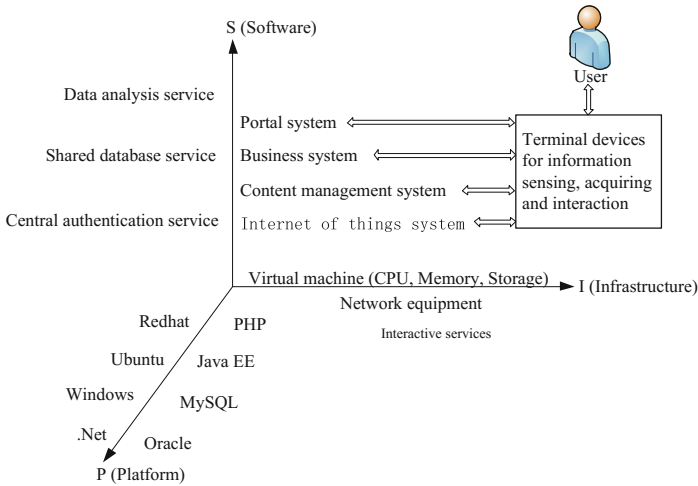 S (Software)
User
Data analysis service
Portal system
Shared database service
Business system
Content management system
Central authentication service
Internet of things system
Terminal devices
for information
sensing, acquiring
and interaction
Virtual machine (CPU, Memory, Storage)
I (Infrastructure)
Network equipment
Interactive services
Redhat
PHP
Ubuntu
Java EE
Windows
MySQL
.Net
Oracle
P (Platform)